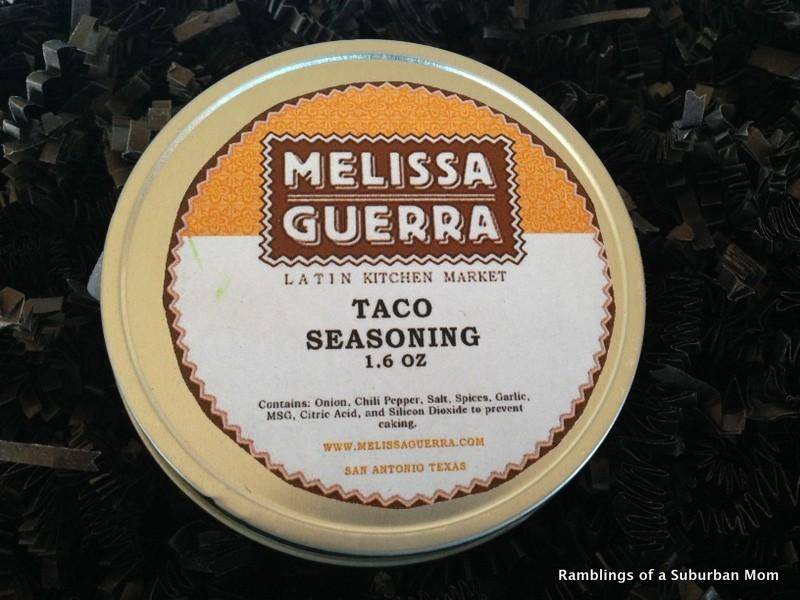 MELISSA
GUERRA
LATIN KITCHEN MARKET
TACO
SEASONING
1.6 OZ
Contains: Onion, Chili Pepper, Salt, Spices, Garlic,
MSG, Citric Acid, and Silicon Dioxide to prevent
caking.
WWW.MELISSAGUERRA.COM
SAN ANTONIO TEXAS
Ramblings of a Suburban Mom